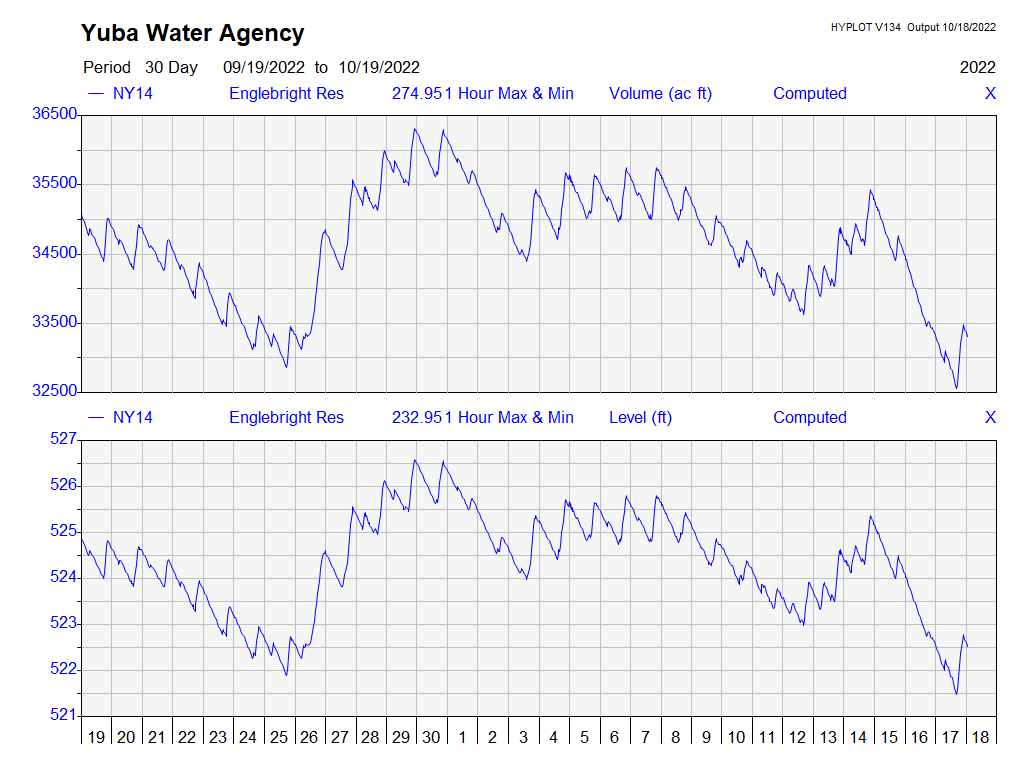 Yuba Water Agency
HYPLOT V134 Output 10/18/2022
Period 30 Day 09/19/2022 to 10/19/2022
2022
NY14 Englebright Res 274.951 Hour Max & Min Volume (ac ft) Computed X
36500
35500
34500
33500
32500
NY14 Englebright Res 232.951 Hour Max & Min Level (ft) Computed X
527
526
525
524
523
522
521
19 20 21 22 23 24 25 26 27 28 29 30 1 2 3 4 5 6 7 8 9 10 11 12 13 14 15 16 17 18